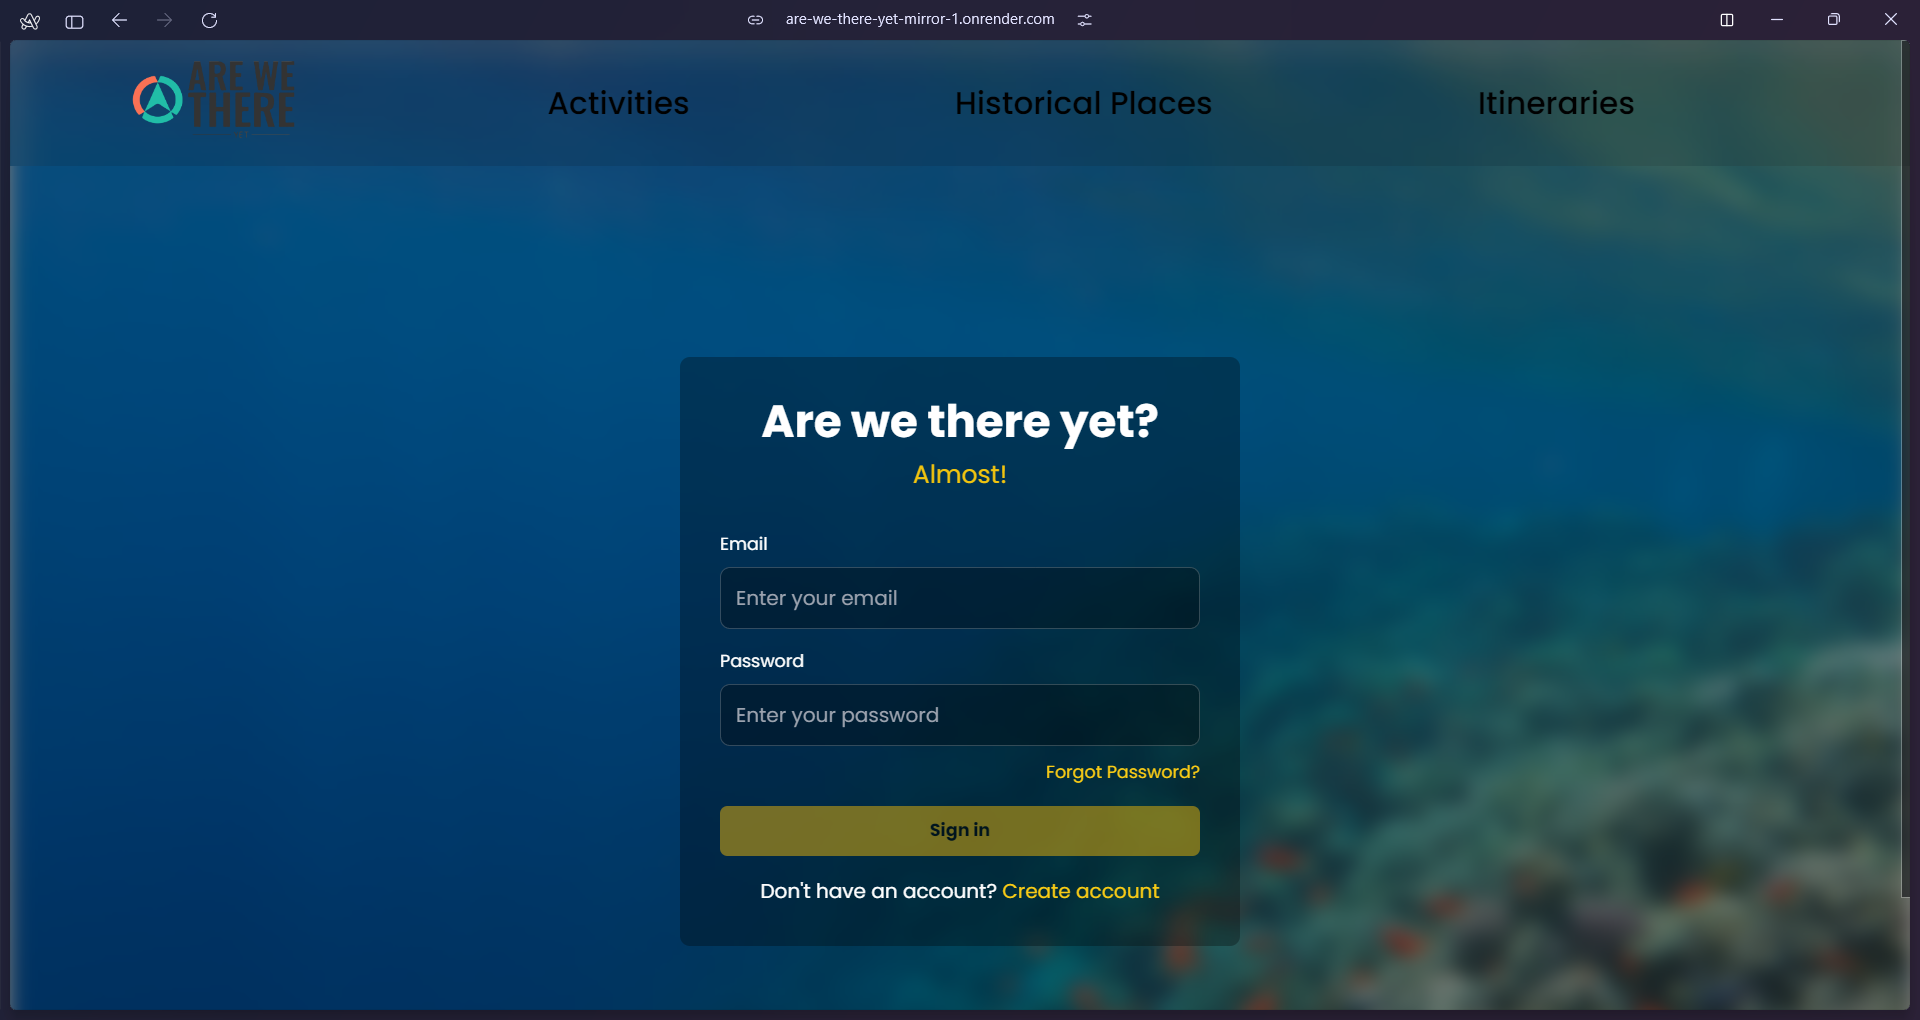 are-we-there-yet-mirror-1.onrender.com
ARE WE
THERE
Activities
Historical Places
Itineraries
Are we there yet?
Almost!
Email
Enter your email
Password
Enter your password
Forgot Password?
Sign in
Don't have an account? Create account